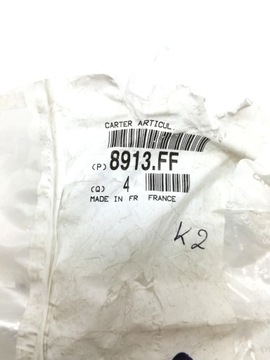 CARTER ARTICUL.
(P) 8913.FF
(Q) 4
MADE IN FR FRANCE
K2